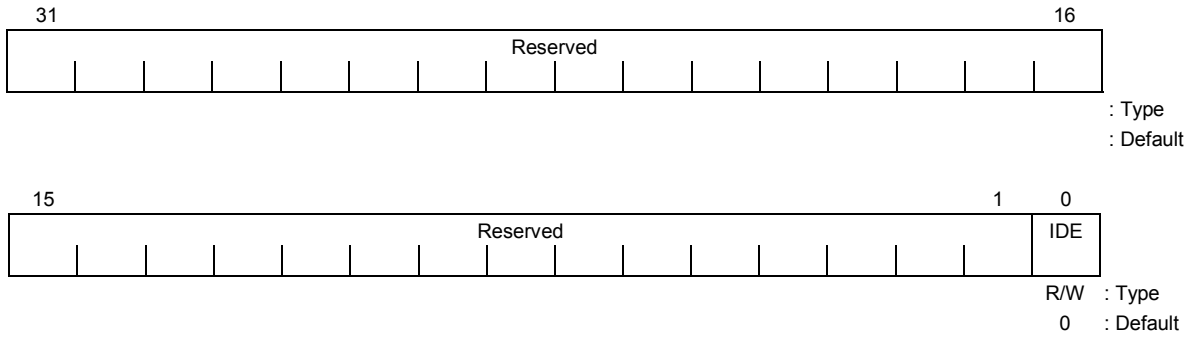 31 16
Reserved
: Type
: Default
15 1 0
Reserved IDE
R/W : Type
0 : Default